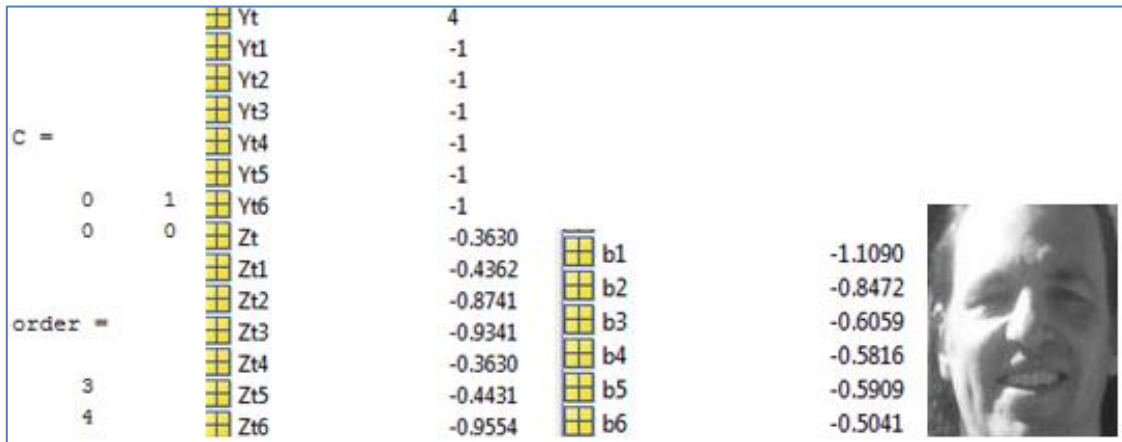 Yt 4
Yt1 -1
Yt2 -1
Yt3 -1
C = Yt4 -1
Yt5 -1
0 1 Yt6 -1
0 0 Zt -0.3630 b1 -1.1090
Zt1 -0.4362 b2 -0.8472
Zt2 -0.8741 b3 -0.6059
order = Zt3 -0.9341 b4 -0.5816
Zt4 -0.3630 b5 -0.5909
3 Zt5 -0.4431 b6 -0.5041
4 Zt6 -0.9554